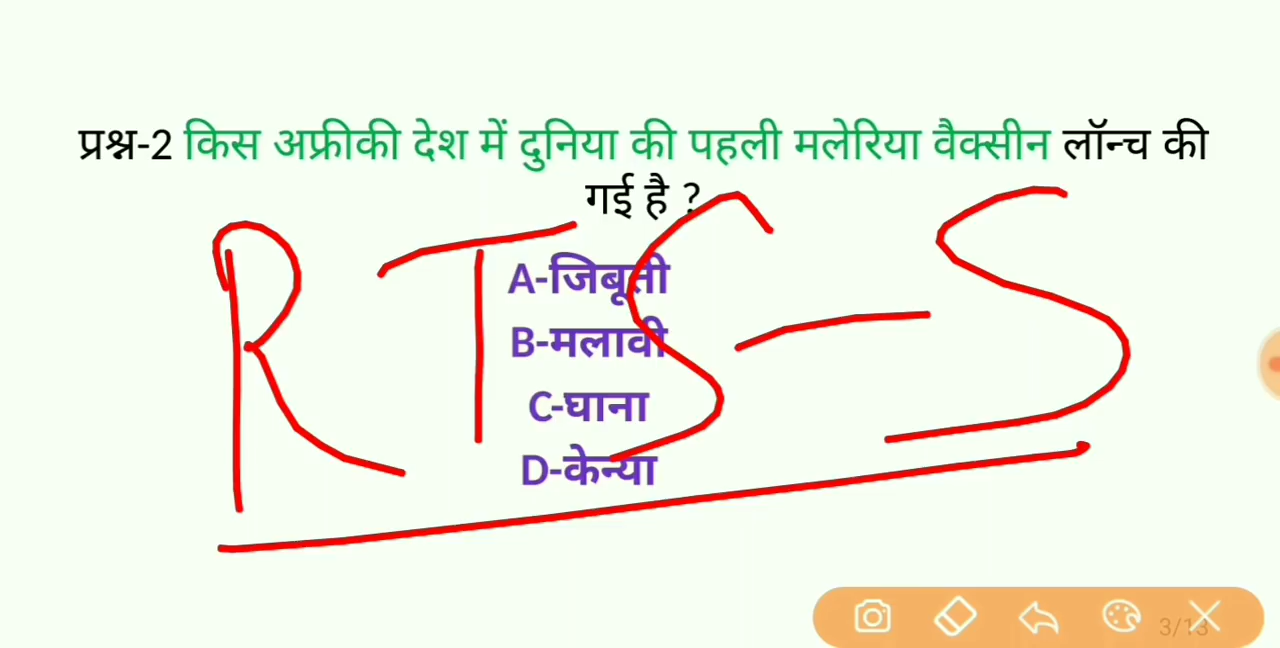 प्रश्न-2 किस अफ्रीकी देश में दुनिया की पहली मलेरिया वैक्सीन लॉन्च की
गई है ?
RTS-S
A-जिबूती
B-मलावी
C-घाना
D-केन्या
3/13